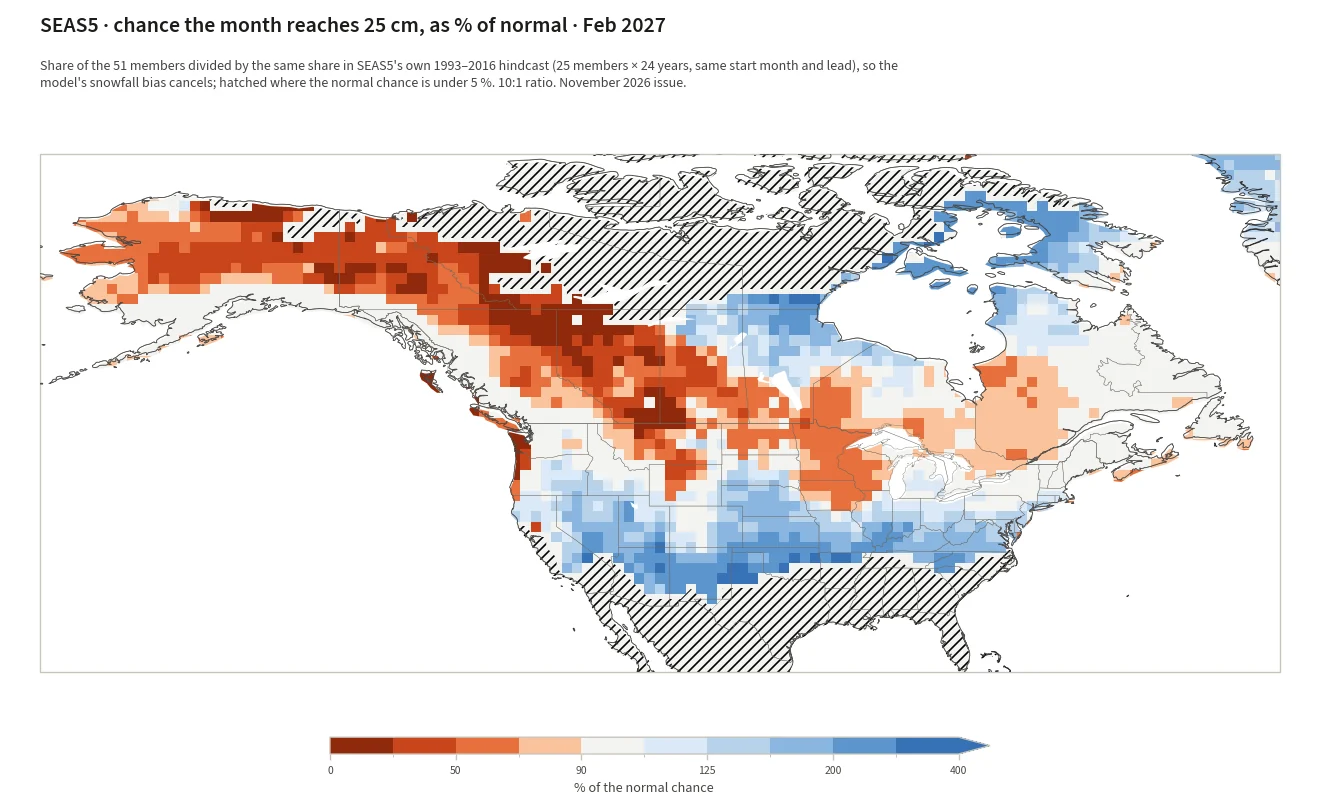 SEAS5 · chance the month reaches 25 cm, as % of normal · Feb 2027
Share of the 51 members divided by the same share in SEAS5's own 1993–2016 hindcast (25 members × 24 years, same start month and lead), so the
model's snowfall bias cancels; hatched where the normal chance is under 5 %. 10:1 ratio. November 2026 issue.
0 50 90 125 200 400
% of the normal chance